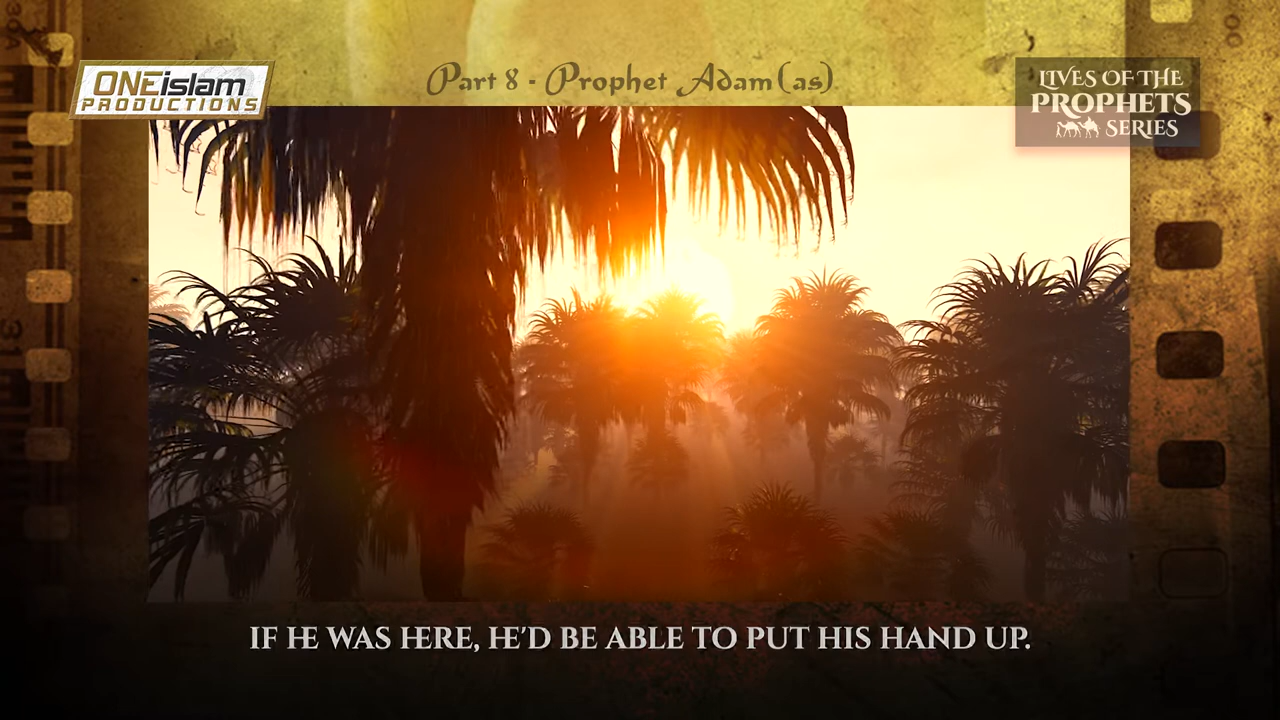 ONEislam
PRODUCTIONS
Part 8 - Prophet Adam (as)
LIVES OF THE
PROPHETS
SERIES
IF HE WAS HERE, HE'D BE ABLE TO PUT HIS HAND UP.